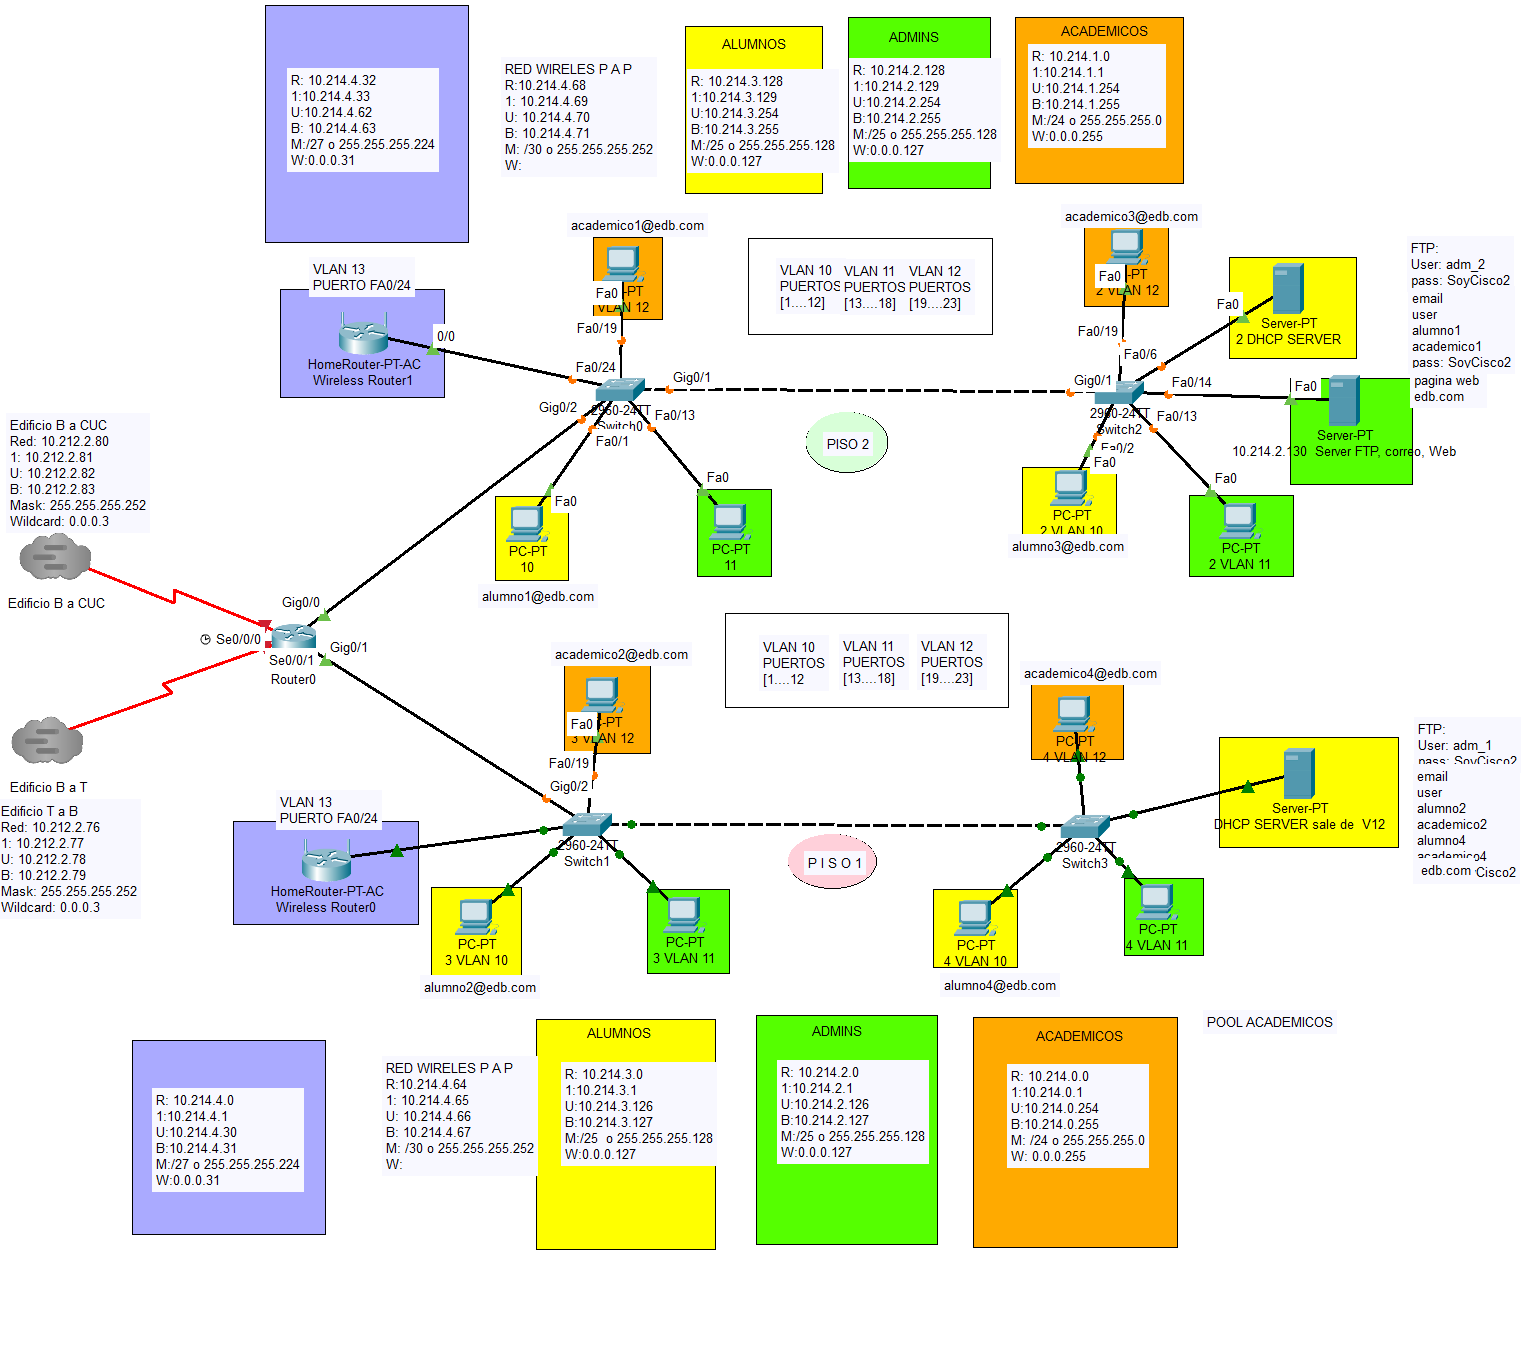 R: 10.214.4.32
1:10.214.4.33
U:10.214.4.62
B: 10.214.4.63
M:/27 o 255.255.255.224
W:0.0.0.31
RED WIRELES P A P
R:10.214.4.68
1: 10.214.4.69
U: 10.214.4.70
B: 10.214.4.71
M: /30 o 255.255.255.252
W:
ALUMNOS
R: 10.214.3.128
1:10.214.3.129
U:10.214.3.254
B:10.214.3.255
M:/25 o 255.255.255.128
W:0.0.0.127
ADMINS
R: 10.214.2.128
1:10.214.2.129
U:10.214.2.254
B:10.214.2.255
M:/25 o 255.255.255.128
W:0.0.0.127
ACADEMICOS
R: 10.214.1.0
1:10.214.1.1
U:10.214.1.254
B:10.214.1.255
M:/24 o 255.255.255.0
W:0.0.0.255
academico1@edb.com
Fa0
-PT
VLAN 12
Fa0/19
VLAN 13
PUERTO FA0/24
0/0
HomeRouter-PT-AC
Wireless Router1
Fa0/24
Gig0/1
2960-24TT
Switch0
Gig0/2
Fa0/13
Fa0/1
VLAN 10
PUERTOS
[1....12]
VLAN 11
PUERTOS
[13....18]
VLAN 12
PUERTOS
[19....23]
academico3@edb.com
Fa0
-PT
2 VLAN 12
Fa0/19
Fa0/6
Fa0
Server-PT
2 DHCP SERVER
FTP:
User: adm_2
pass: SoyCisco2
email
user
alumno1
academico1
pass: SoyCisco2
pagina web
edb.com
Gig0/1
Fa0/14
Fa0
2960-24TT
Switch2
Fa0/13
Fa0/2
Fa0
Server-PT
10.214.2.130 Server FTP, correo, Web
PISO 2
Fa0
PC-PT
10
alumno1@edb.com
Fa0
PC-PT
11
PC-PT
2 VLAN 10
alumno3@edb.com
Fa0
PC-PT
2 VLAN 11
Edificio B a CUC
Red: 10.212.2.80
1: 10.212.2.81
U: 10.212.2.82
B: 10.212.2.83
Mask: 255.255.255.252
Wildcard: 0.0.0.3
Edificio B a CUC
Gig0/0
Se0/0/0
Gig0/1
Se0/0/1
Router0
Edificio B a T
Edificio T a B
Red: 10.212.2.76
1: 10.212.2.77
U: 10.212.2.78
B: 10.212.2.79
Mask: 255.255.255.252
Wildcard: 0.0.0.3
academico2@edb.com
Fa0
-PT
3 VLAN 12
Fa0/19
Gig0/2
VLAN 10
PUERTOS
[1....12
VLAN 11
PUERTOS
[13....18]
VLAN 12
PUERTOS
[19....23]
academico4@edb.com
PC-PT
4 VLAN 12
FTP:
User: adm_1
pass: SoyCisco2
email
user
alumno2
academico2
alumno4
academico4
edb.com
Cisco2
Server-PT
DHCP SERVER sale de V12
VLAN 13
PUERTO FA0/24
HomeRouter-PT-AC
Wireless Router0
2960-24TT
Switch1
P I S O 1
2960-24TT
Switch3
PC-PT
3 VLAN 10
alumno2@edb.com
PC-PT
3 VLAN 11
PC-PT
4 VLAN 10
alumno4@edb.com
PC-PT
4 VLAN 11
R: 10.214.4.0
1:10.214.4.1
U:10.214.4.30
B:10.214.4.31
M:/27 o 255.255.255.224
W:0.0.0.31
RED WIRELES P A P
R:10.214.4.64
1: 10.214.4.65
U: 10.214.4.66
B: 10.214.4.67
M: /30 o 255.255.255.252
W:
ALUMNOS
R: 10.214.3.0
1:10.214.3.1
U:10.214.3.126
B:10.214.3.127
M:/25 o 255.255.255.128
W:0.0.0.127
ADMINS
R: 10.214.2.0
1:10.214.2.1
U:10.214.2.126
B:10.214.2.127
M:/25 o 255.255.255.128
W:0.0.0.127
ACADEMICOS
R: 10.214.0.0
1:10.214.0.1
U:10.214.0.254
B:10.214.0.255
M: /24 o 255.255.255.0
W: 0.0.0.255
POOL ACADEMICOS